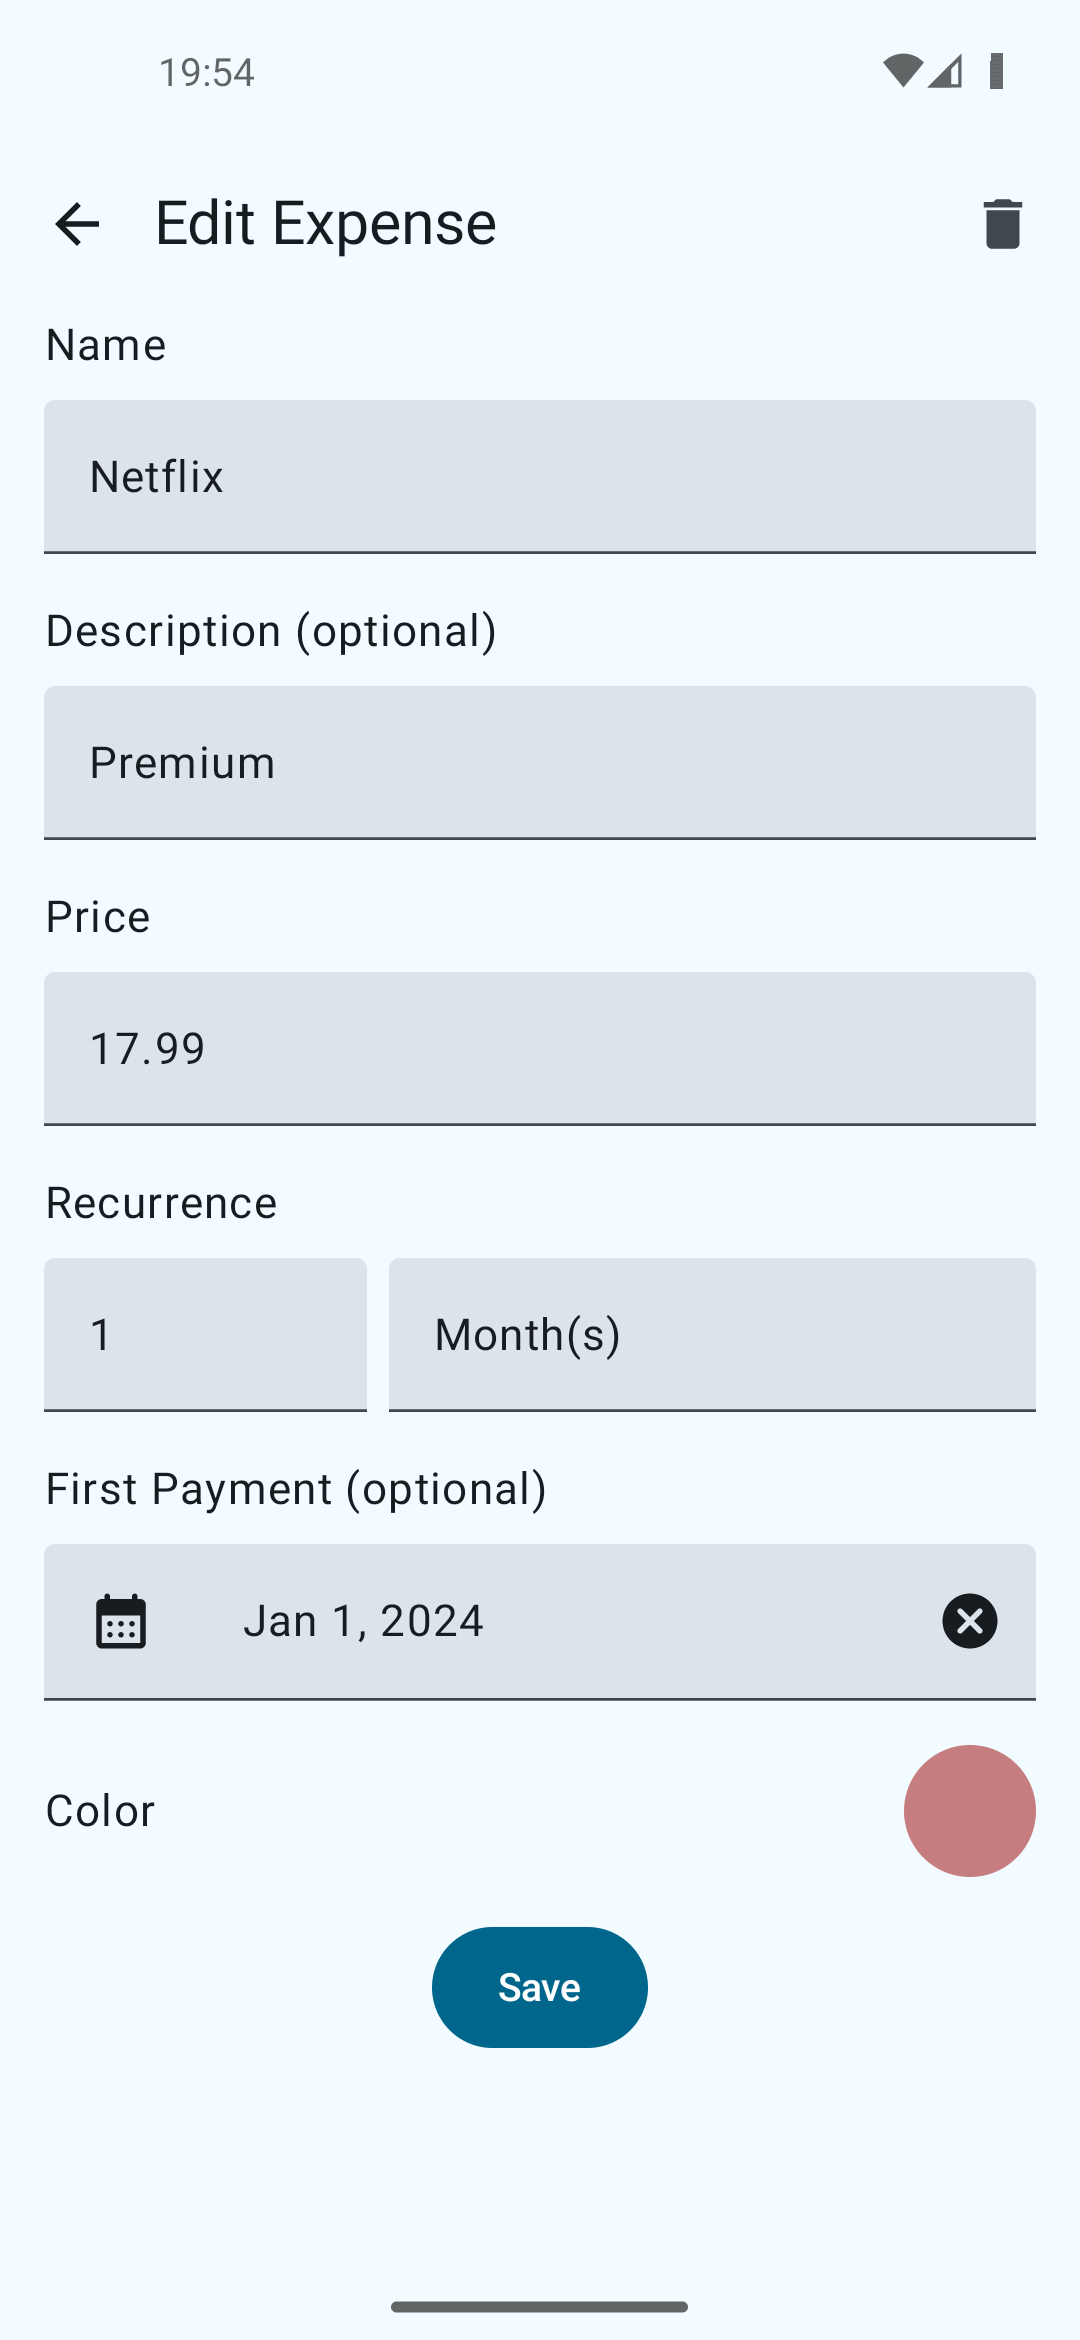 19:54
Edit Expense
Name
Netflix
Description (optional)
Premium
Price
17.99
Recurrence
1 Month(s)
First Payment (optional)
Jan 1, 2024
Color
Save